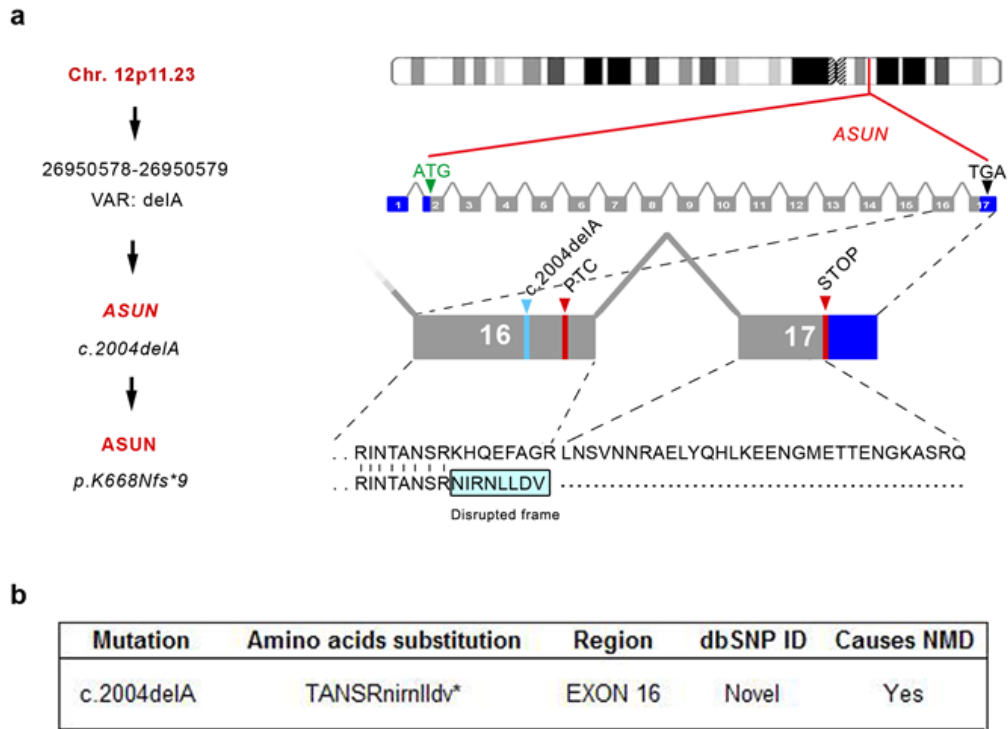 a
Chr. 12p11.23
26950578-26950579
VAR: delA
ASUN
c.2004delA
ASUN
p.K668Nfs*9
ASUN
ATG
TGA
1 2 3 4 5 6 7 8 9 10 11 12 13 14 15 16 17
c.2004delA
PTC
STOP
16
17
. . RINTANSRKHQEFAGR LNSVNNRAELYQHLKEENGMETTENGKASRQ
. . RINTANSRNIRNLLDV
Disrupted frame
b
Mutation Amino acids substitution Region dbSNP ID Causes NMD
c.2004delA TANSRnirnlldv* EXON 16 Novel Yes